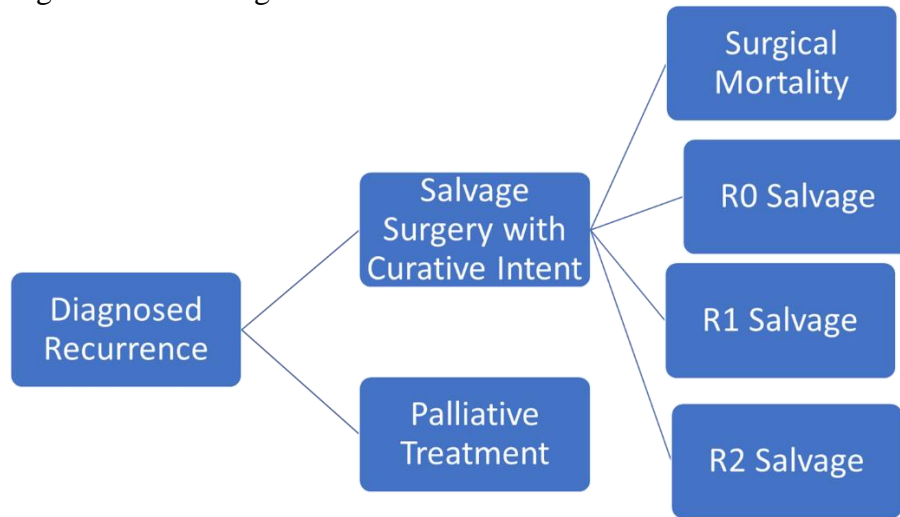 Diagnosed
Recurrence
Salvage
Surgery with
Curative Intent
Palliative
Treatment
Surgical
Mortality
R0 Salvage
R1 Salvage
R2 Salvage